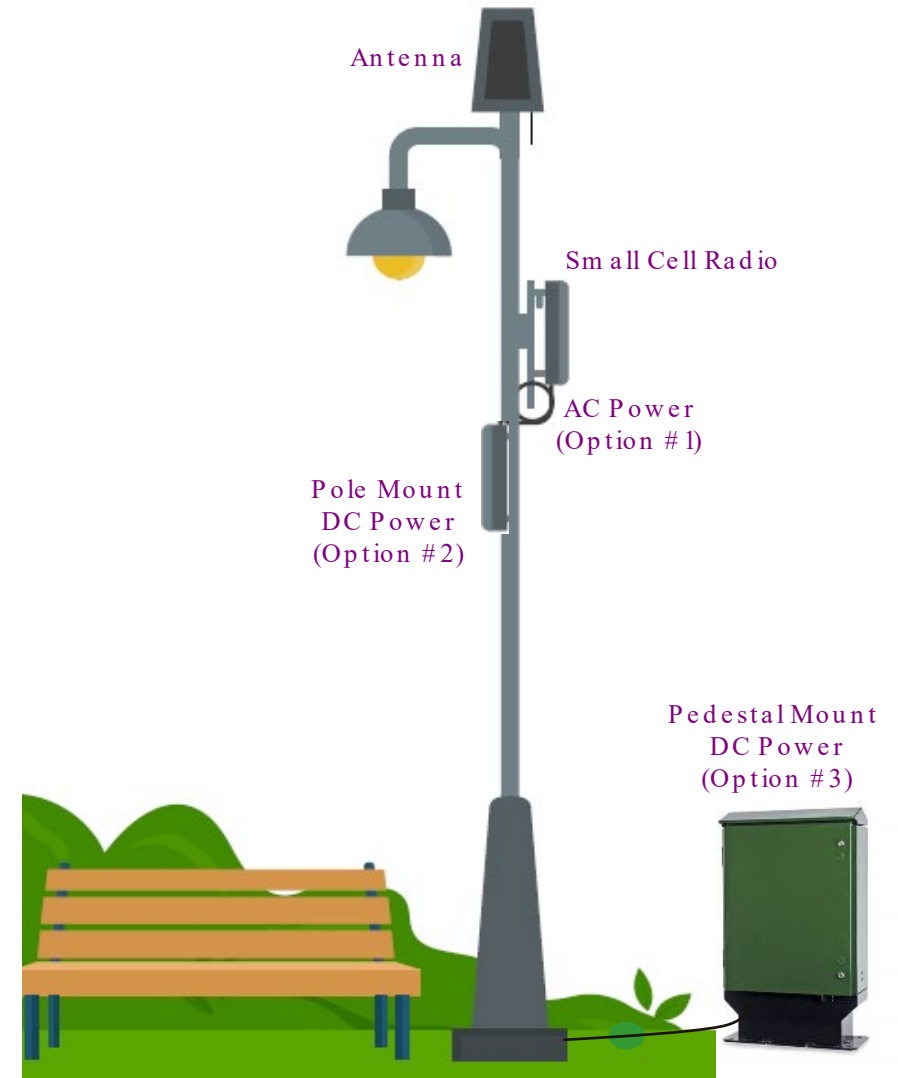 Antenna
Small Cell Radio
AC Power
(Option #1)
Pole Mount
DC Power
(Option #2)
Pedestal Mount
DC Power
(Option #3)